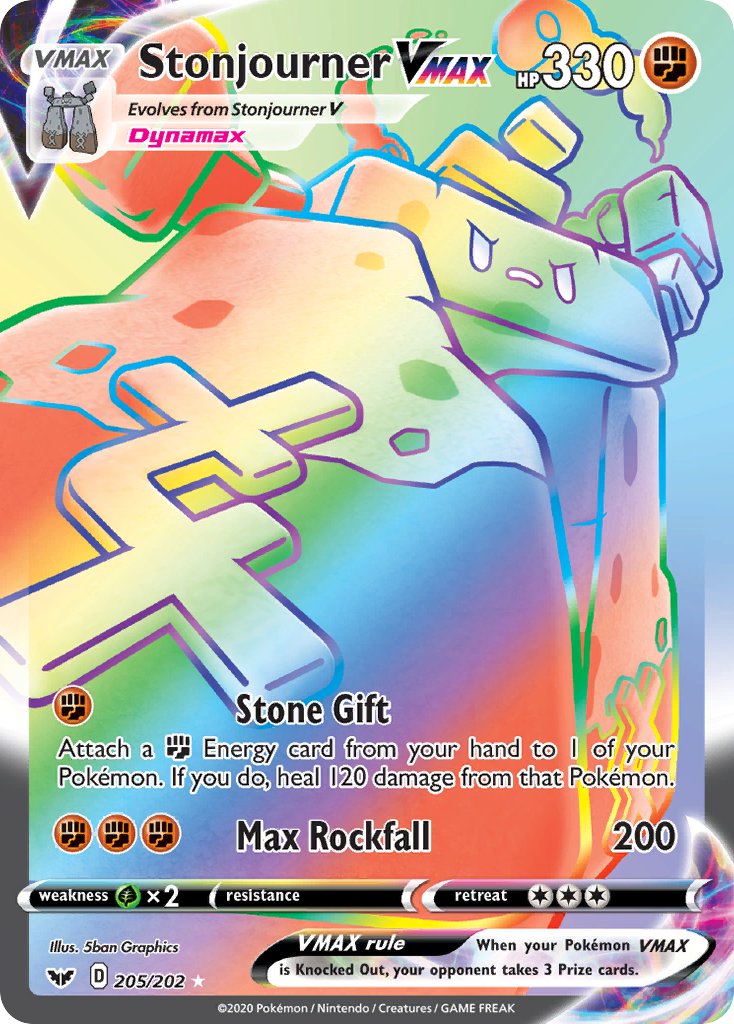 VMAX
Stonjourner VMAX HP 330
Evolves from Stonjourner V
Dynamax
Stone Gift
Attach a Energy card from your hand to 1 of your
Pokémon. If you do, heal 120 damage from that Pokémon.
Max Rockfall 200
weakness ×2 resistance retreat
Illus. 5ban Graphics
VMAX rule When your Pokémon VMAX
is Knocked Out, your opponent takes 3 Prize cards.
D 205/202
©2020 Pokémon / Nintendo / Creatures / GAME FREAK